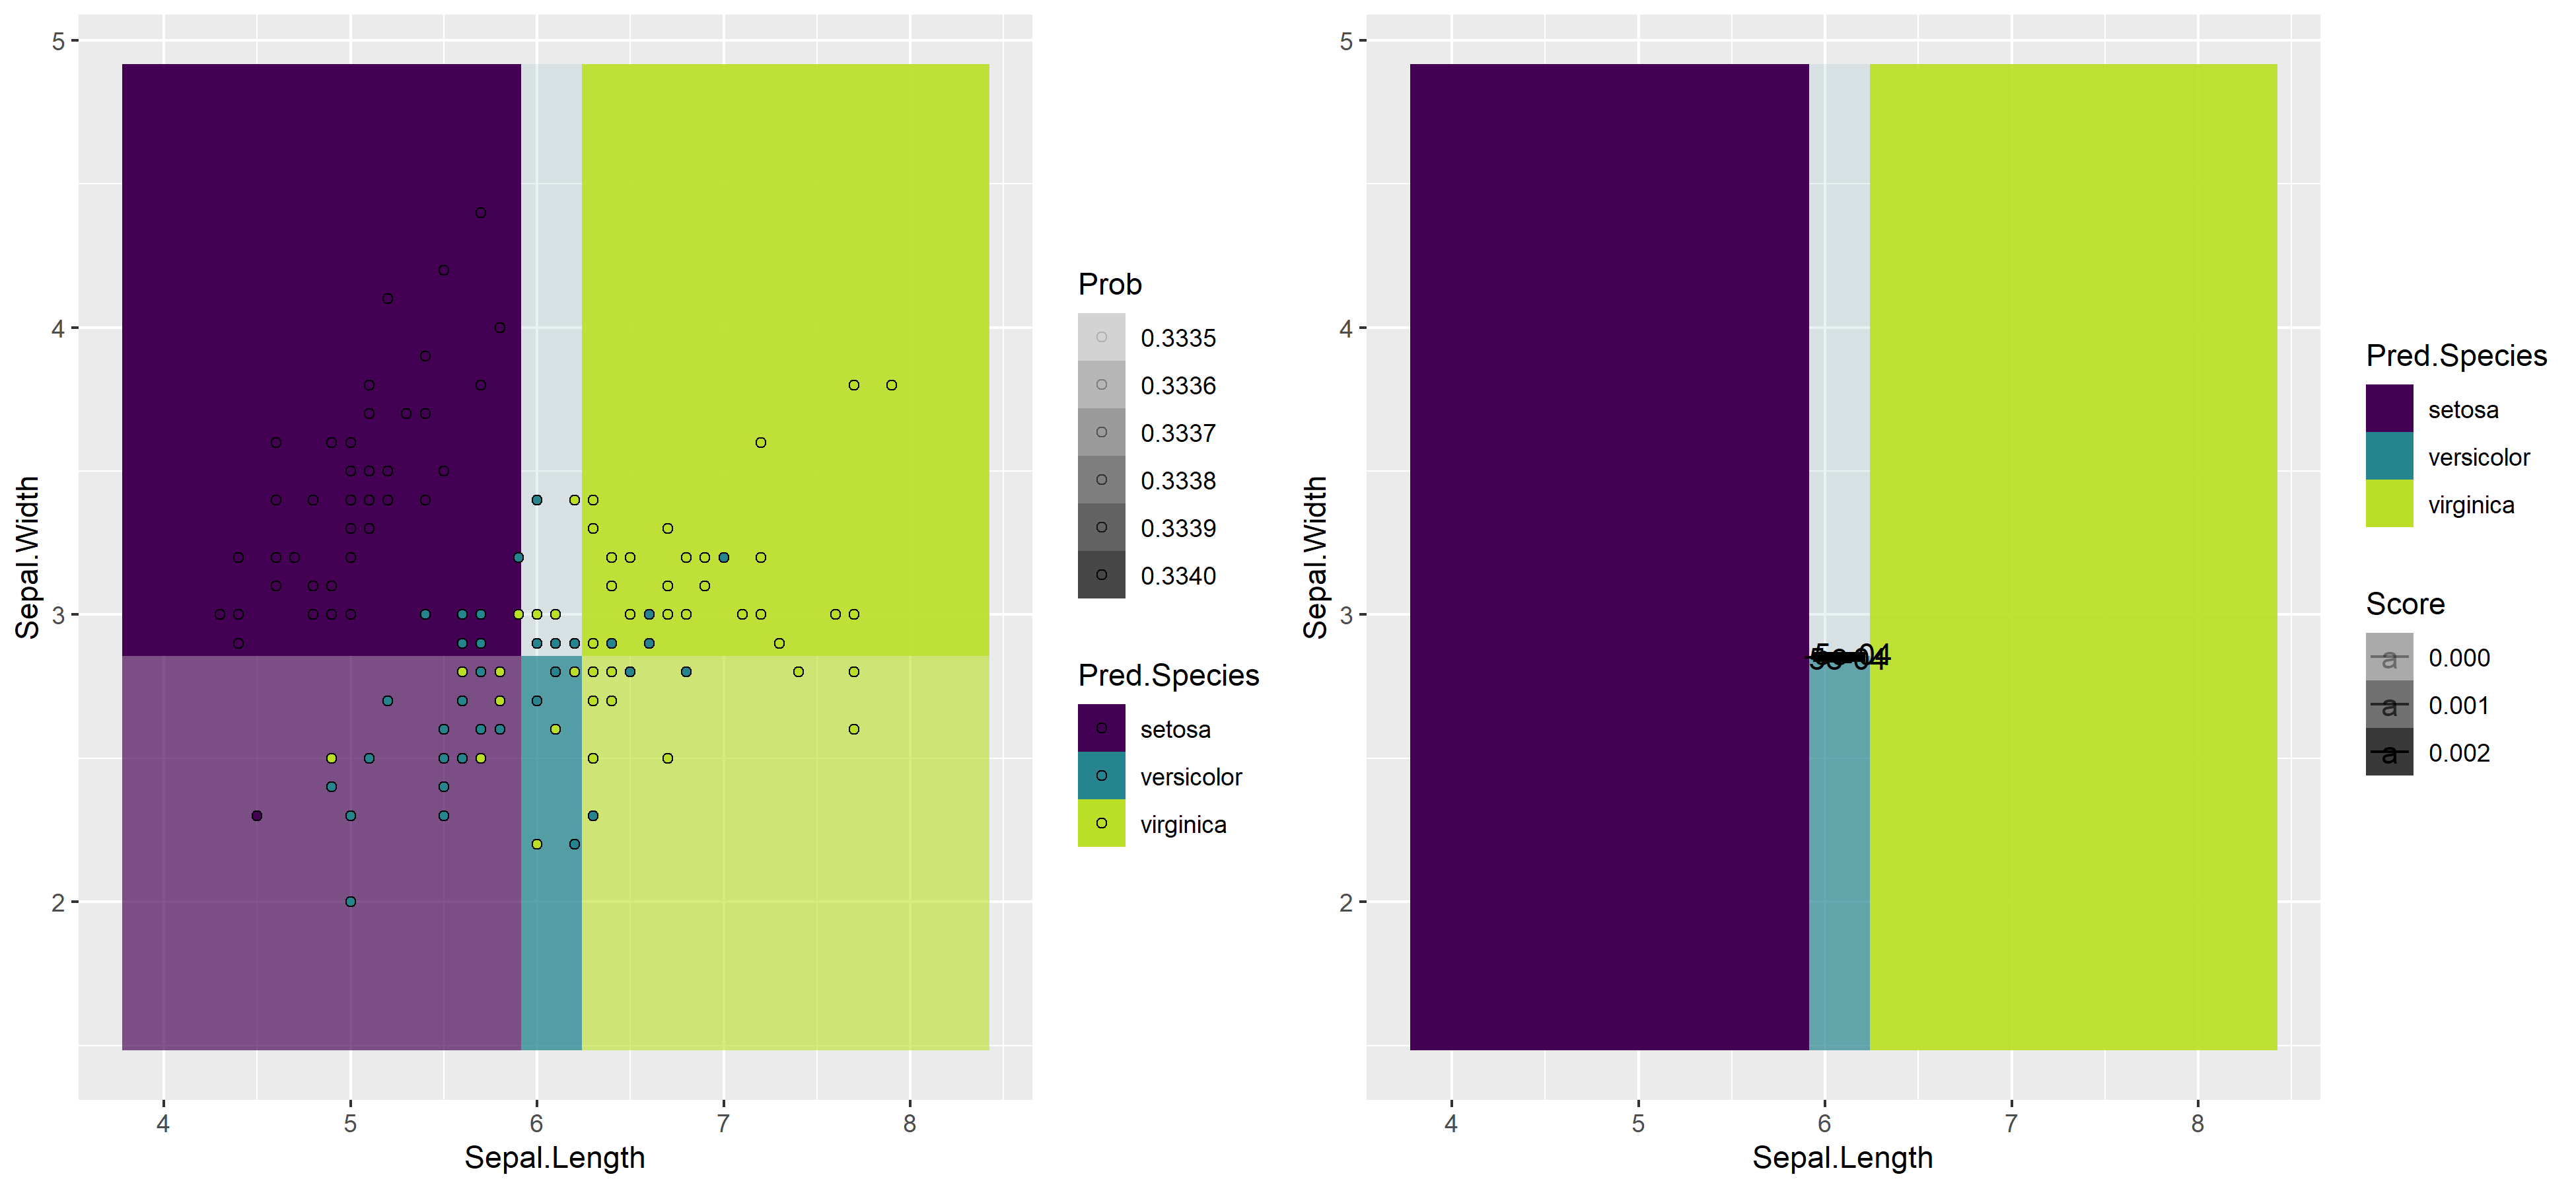 5
4
3
2
Sepal.Width
4
5
6
7
8
Sepal.Length
Prob
0.3335
0.3336
0.3337
0.3338
0.3339
0.3340
Pred.Species
setosa
versicolor
virginica
5
4
3
2
Sepal.Width
4
5
6
7
8
Sepal.Length
Pred.Species
setosa
versicolor
virginica
Score
a 0.000
a 0.001
a 0.002